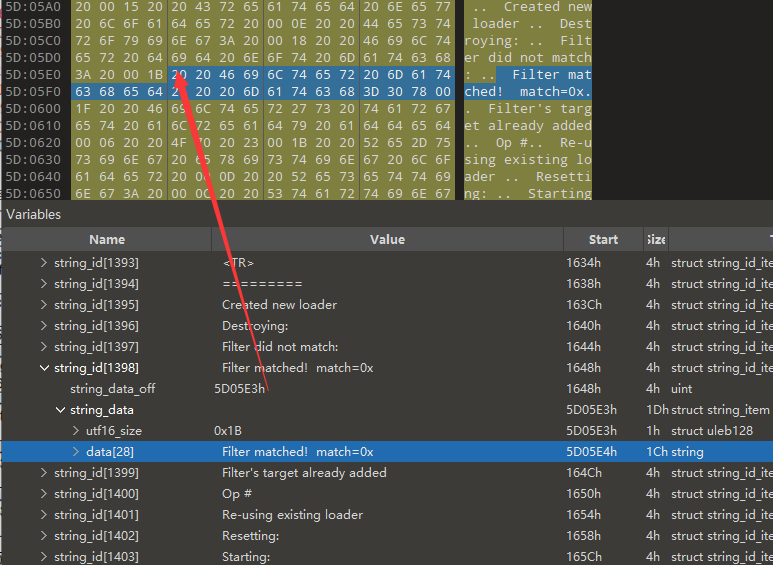 5D:05A0 20 00 15 20 20 43 72 65 61 74 65 64 20 6E 65 77 ..  Created new
5D:05B0 20 6C 6F 61 64 65 72 20 00 0E 20 20 44 65 73 74 loader ..  Dest
5D:05C0 72 6F 79 69 6E 67 3A 20 00 18 20 20 46 69 6C 74 roying: ..  Filt
5D:05D0 65 72 20 64 69 64 20 6E 6F 74 20 6D 61 74 63 68 er did not match
5D:05E0 3A 20 00 1B 20 20 46 69 6C 74 65 72 20 6D 61 74 : ..  Filter mat
5D:05F0 63 68 65 64 21 20 20 6D 61 74 63 68 3D 30 78 00 ched!  match=0x.
5D:0600 1F 20 20 46 69 6C 74 65 72 27 73 20 74 61 72 67 .  Filter's targ
5D:0610 65 74 20 61 6C 72 65 61 64 79 20 61 64 64 65 64 et already added
5D:0620 00 06 20 20 4F 70 20 23 00 1B 20 20 52 65 2D 75 ..  Op #..  Re-u
5D:0630 73 69 6E 67 20 65 78 69 73 74 69 6E 67 20 6C 6F sing existing lo
5D:0640 61 64 65 72 20 00 0D 20 20 52 65 73 65 74 74 69 ader ..  Resetti
5D:0650 6E 67 3A 20 00 0C 20 20 53 74 61 72 74 69 6E 67 ng: ..  Starting
Variables
Name Value Start
string_id[1393] <TR> 1634h 4h struct string_id_ite
string_id[1394] ========= 1638h 4h struct string_id_ite
string_id[1395] Created new loader 163Ch 4h struct string_id_ite
string_id[1396] Destroying: 1640h 4h struct string_id_ite
string_id[1397] Filter did not match: 1644h 4h struct string_id_ite
string_id[1398] Filter matched!  match=0x 1648h 4h struct string_id_ite
string_data_off 5D05E3h 1648h 4h uint
string_data 5D05E3h 1Dh struct string_item
utf16_size 0x1B 5D05E3h 1h struct uleb128
data[28] Filter matched!  match=0x 5D05E4h 1Ch string
string_id[1399] Filter's target already added 164Ch 4h struct string_id_ite
string_id[1400] Op # 1650h 4h struct string_id_ite
string_id[1401] Re-using existing loader 1654h 4h struct string_id_ite
string_id[1402] Resetting: 1658h 4h struct string_id_ite
string_id[1403] Starting: 165Ch 4h struct string_id_ite